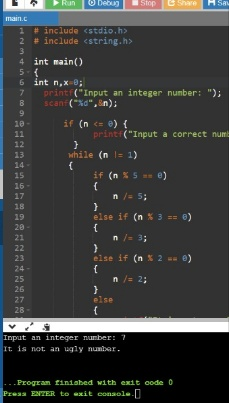 Run Debug Stop Share Sav
main.c
1 # include <stdio.h>
2 # include <string.h>
3
4 int main()
5 {
6 int n,x=0;
7 printf("Input an integer number: ");
8 scanf("%d",&n);
9
10 if (n <= 0) {
11 printf("Input a correct numb
12 }
13 while (n != 1)
14 {
15 if (n % 5 == 0)
16 {
17 n /= 5;
18 }
19 else if (n % 3 == 0)
20 {
21 n /= 3;
22 }
23 else if (n % 2 == 0)
24 {
25 n /= 2;
26 }
27 else
28 {
Input an integer number: 7
It is not an ugly number.
...Program finished with exit code 0
Press ENTER to exit console.